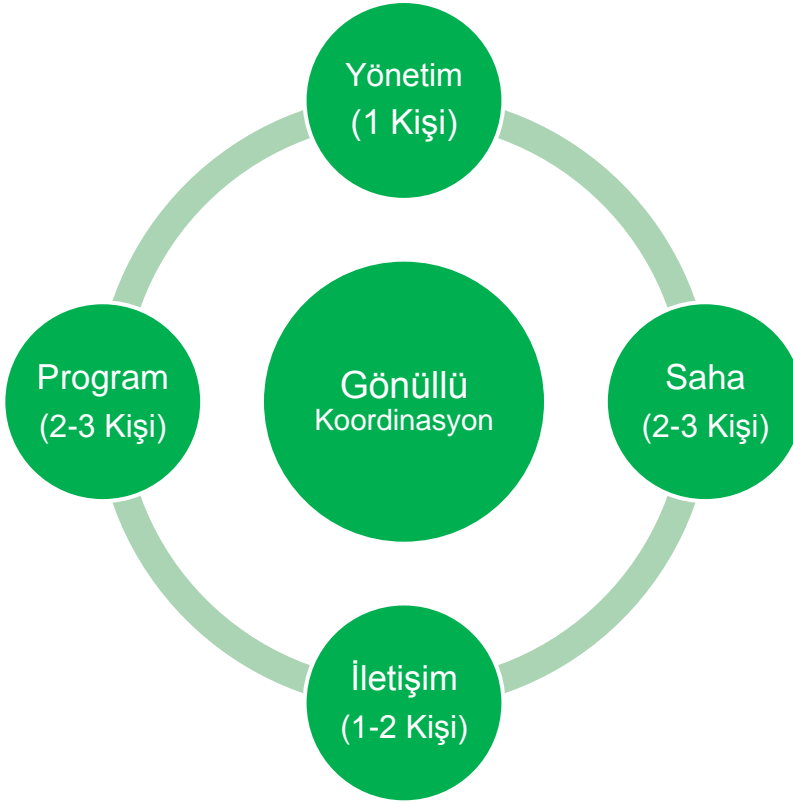 Yönetim
(1 Kişi)
Program
(2-3 Kişi)
Gönüllü
Koordinasyon
Saha
(2-3 Kişi)
İletişim
(1-2 Kişi)